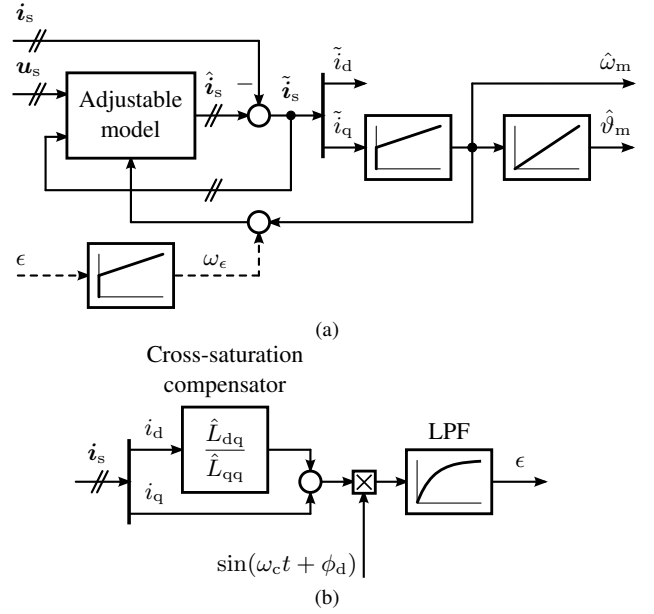 i_s
u_s
Adjustable
model
î_s
−
ĩ_s
ĩ_d
ĩ_q
ω̂_m
ϑ̂_m
ϵ
ω_ϵ
(a)
Cross-saturation
compensator
i_s
i_d
i_q
L̂_dq
L̂_qq
LPF
ϵ
sin(ω_c t + ϕ_d)
(b)